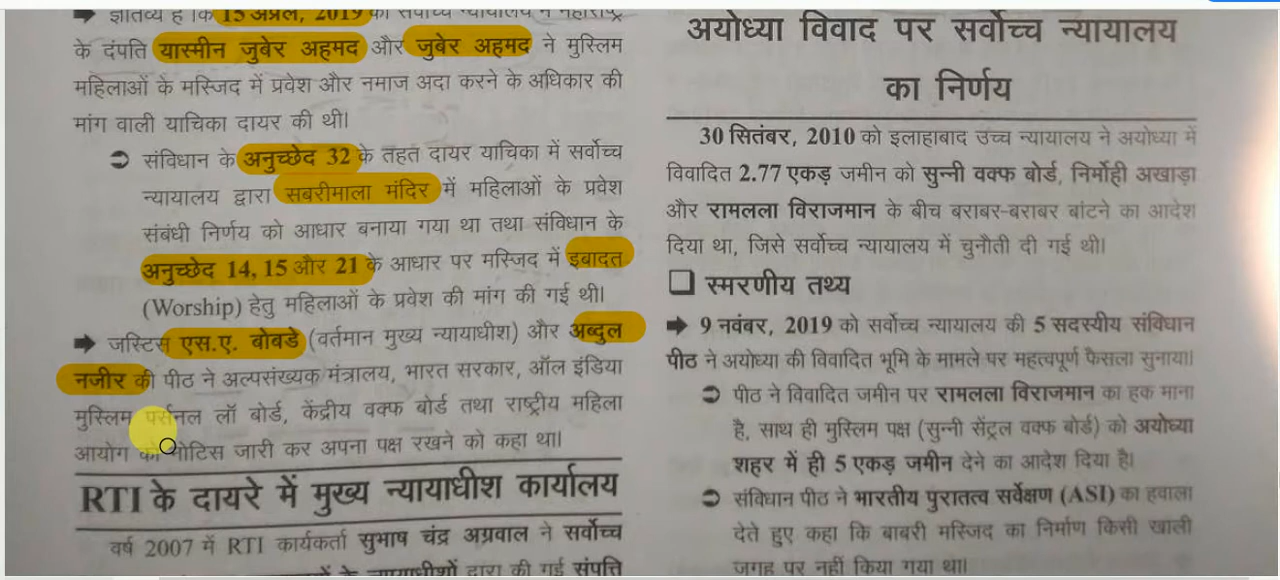 ➡ ज्ञातव्य है कि 15 अप्रैल, 2019 को सर्वोच्च न्यायालय ने महाराष्ट्र
के दंपति यास्मीन जुबेर अहमद और जुबेर अहमद ने मुस्लिम
महिलाओं के मस्जिद में प्रवेश और नमाज अदा करने के अधिकार की
मांग वाली याचिका दायर की थी।
➲ संविधान के अनुच्छेद 32 के तहत दायर याचिका में सर्वोच्च
न्यायालय द्वारा सबरीमाला मंदिर में महिलाओं के प्रवेश
संबंधी निर्णय को आधार बनाया गया था तथा संविधान के
अनुच्छेद 14, 15 और 21 के आधार पर मस्जिद में इबादत
(Worship) हेतु महिलाओं के प्रवेश की मांग की गई थी।
➡ जस्टिस एस.ए. बोबडे (वर्तमान मुख्य न्यायाधीश) और अब्दुल
नजीर की पीठ ने अल्पसंख्यक मंत्रालय, भारत सरकार, ऑल इंडिया
मुस्लिम पर्सनल लॉ बोर्ड, केंद्रीय वक्फ बोर्ड तथा राष्ट्रीय महिला
आयोग को नोटिस जारी कर अपना पक्ष रखने को कहा था।
RTI के दायरे में मुख्य न्यायाधीश कार्यालय
वर्ष 2007 में RTI कार्यकर्ता सुभाष चंद्र अग्रवाल ने सर्वोच्च
के न्यायाधीशों द्वारा की गई संपत्ति
अयोध्या विवाद पर सर्वोच्च न्यायालय
का निर्णय
30 सितंबर, 2010 को इलाहाबाद उच्च न्यायालय ने अयोध्या में
विवादित 2.77 एकड़ जमीन को सुन्नी वक्फ बोर्ड, निर्मोही अखाड़ा
और रामलला विराजमान के बीच बराबर-बराबर बांटने का आदेश
दिया था, जिसे सर्वोच्च न्यायालय में चुनौती दी गई थी।
❑ स्मरणीय तथ्य
➡ 9 नवंबर, 2019 को सर्वोच्च न्यायालय की 5 सदस्यीय संविधान
पीठ ने अयोध्या की विवादित भूमि के मामले पर महत्वपूर्ण फैसला सुनाया।
➲ पीठ ने विवादित जमीन पर रामलला विराजमान का हक माना
है, साथ ही मुस्लिम पक्ष (सुन्नी सेंट्रल वक्फ बोर्ड) को अयोध्या
शहर में ही 5 एकड़ जमीन देने का आदेश दिया है।
➲ संविधान पीठ ने भारतीय पुरातत्व सर्वेक्षण (ASI) का हवाला
देते हुए कहा कि बाबरी मस्जिद का निर्माण किसी खाली
जगह पर नहीं किया गया था।